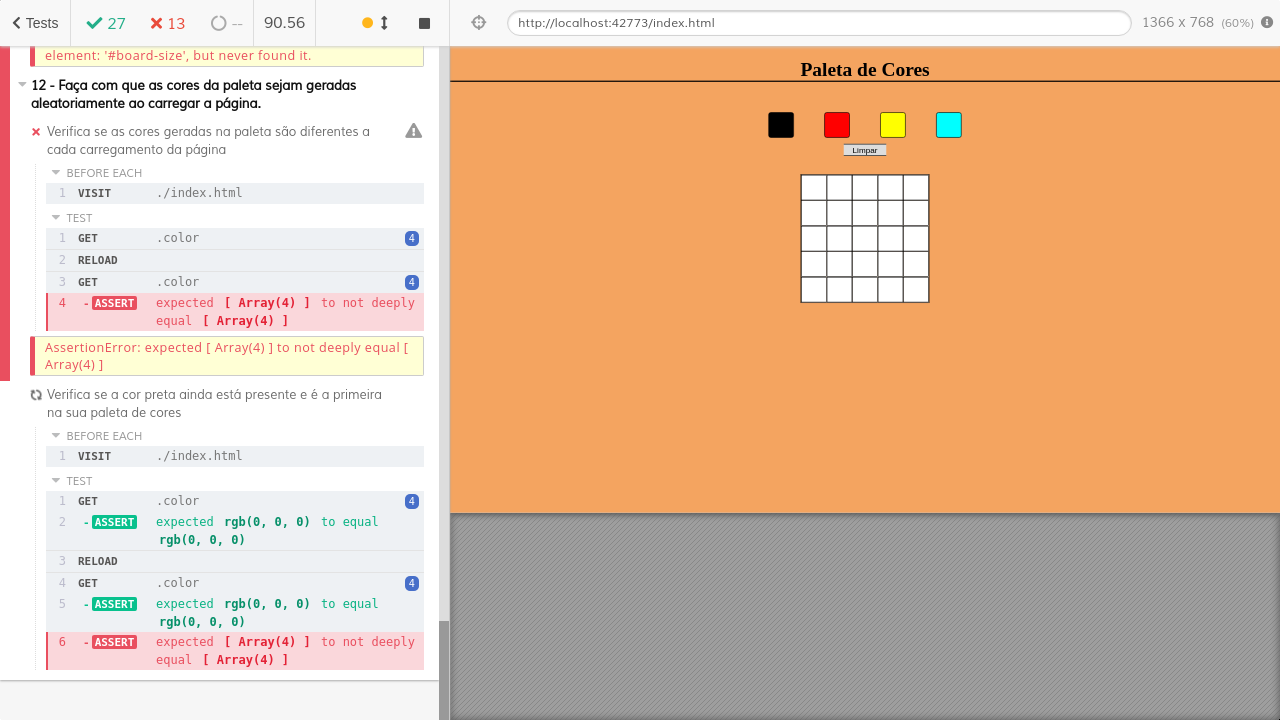 Tests
27
13
--
90.56
http://localhost:42773/index.html
1366 x 768 (60%)
element: '#board-size', but never found it.
12 - Faça com que as cores da paleta sejam geradas
aleatoriamente ao carregar a página.
Verifica se as cores geradas na paleta são diferentes a
cada carregamento da página
BEFORE EACH
1 VISIT ./index.html
TEST
1 GET .color 4
2 RELOAD
3 GET .color 4
4 -ASSERT expected [ Array(4) ] to not deeply
equal [ Array(4) ]
AssertionError: expected [ Array(4) ] to not deeply equal [
Array(4) ]
Verifica se a cor preta ainda está presente e é a primeira
na sua paleta de cores
BEFORE EACH
1 VISIT ./index.html
TEST
1 GET .color 4
2 -ASSERT expected rgb(0, 0, 0) to equal
rgb(0, 0, 0)
3 RELOAD
4 GET .color 4
5 -ASSERT expected rgb(0, 0, 0) to equal
rgb(0, 0, 0)
6 -ASSERT expected [ Array(4) ] to not deeply
equal [ Array(4) ]
Paleta de Cores
Limpar